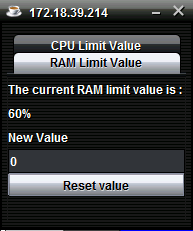 172.18.39.214
CPU Limit Value
RAM Limit Value
The current RAM limit value is :
60%
New Value
0
Reset value